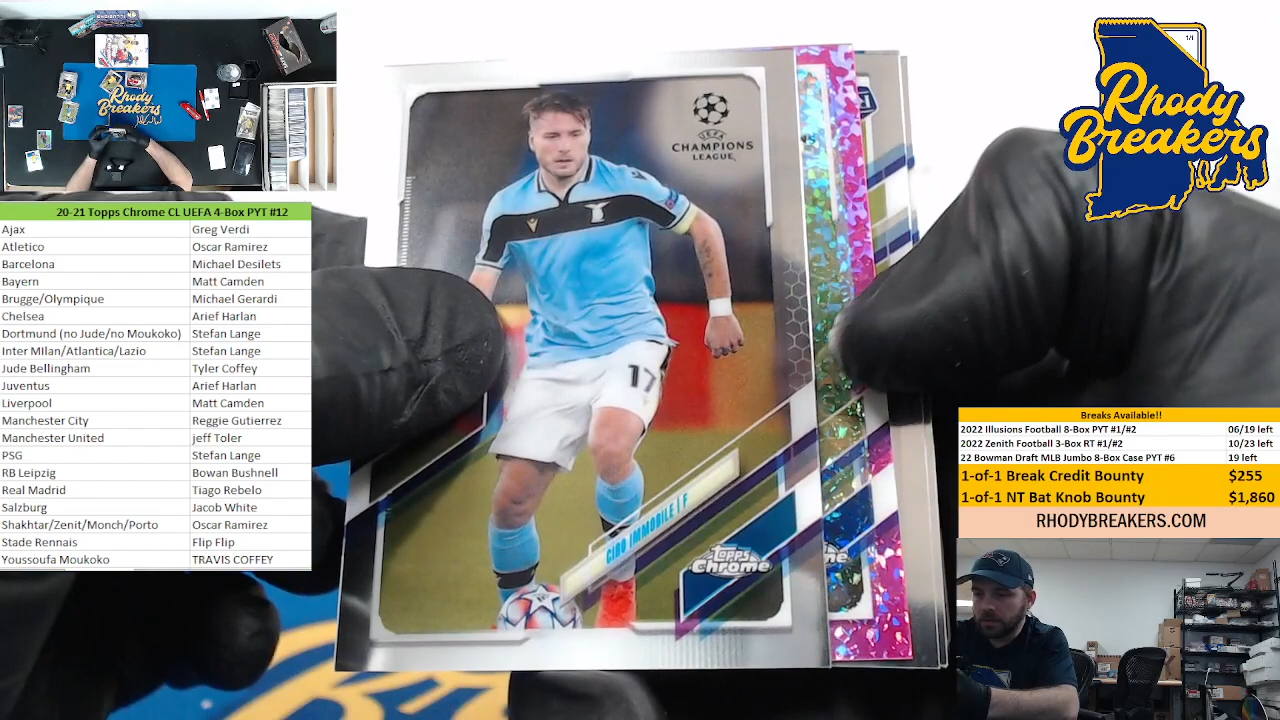 Rhody
Breakers
20-21 Topps Chrome CL UEFA 4-Box PYT #12
Ajax Greg Verdi
Atletico Oscar Ramirez
Barcelona Michael Desilets
Bayern Matt Camden
Brugge/Olympique Michael Gerardi
Chelsea Arief Harlan
Dortmund (no Jude/no Moukoko) Stefan Lange
Inter MIlan/Atlantica/Lazio Stefan Lange
Jude Bellingham Tyler Coffey
Juventus Arief Harlan
Liverpool Matt Camden
Manchester City Reggie Gutierrez
Manchester United jeff Toler
PSG Stefan Lange
RB Leipzig Bowan Bushnell
Real Madrid Tiago Rebelo
Salzburg Jacob White
Shakhtar/Zenit/Monch/Porto Oscar Ramirez
Stade Rennais Flip Flip
Youssoufa Moukoko TRAVIS COFFEY
UEFA
CHAMPIONS
LEAGUE
17
CIRO IMMOBILE | F
Topps
Chrome
1/1
Rhody
Breakers
Breaks Available!!
2022 Illusions Football 8-Box PYT #1/#2 06/19 left
2022 Zenith Football 3-Box RT #1/#2 10/23 left
22 Bowman Draft MLB Jumbo 8-Box Case PYT #6 19 left
1-of-1 Break Credit Bounty $255
1-of-1 NT Bat Knob Bounty $1,860
RHODYBREAKERS.COM